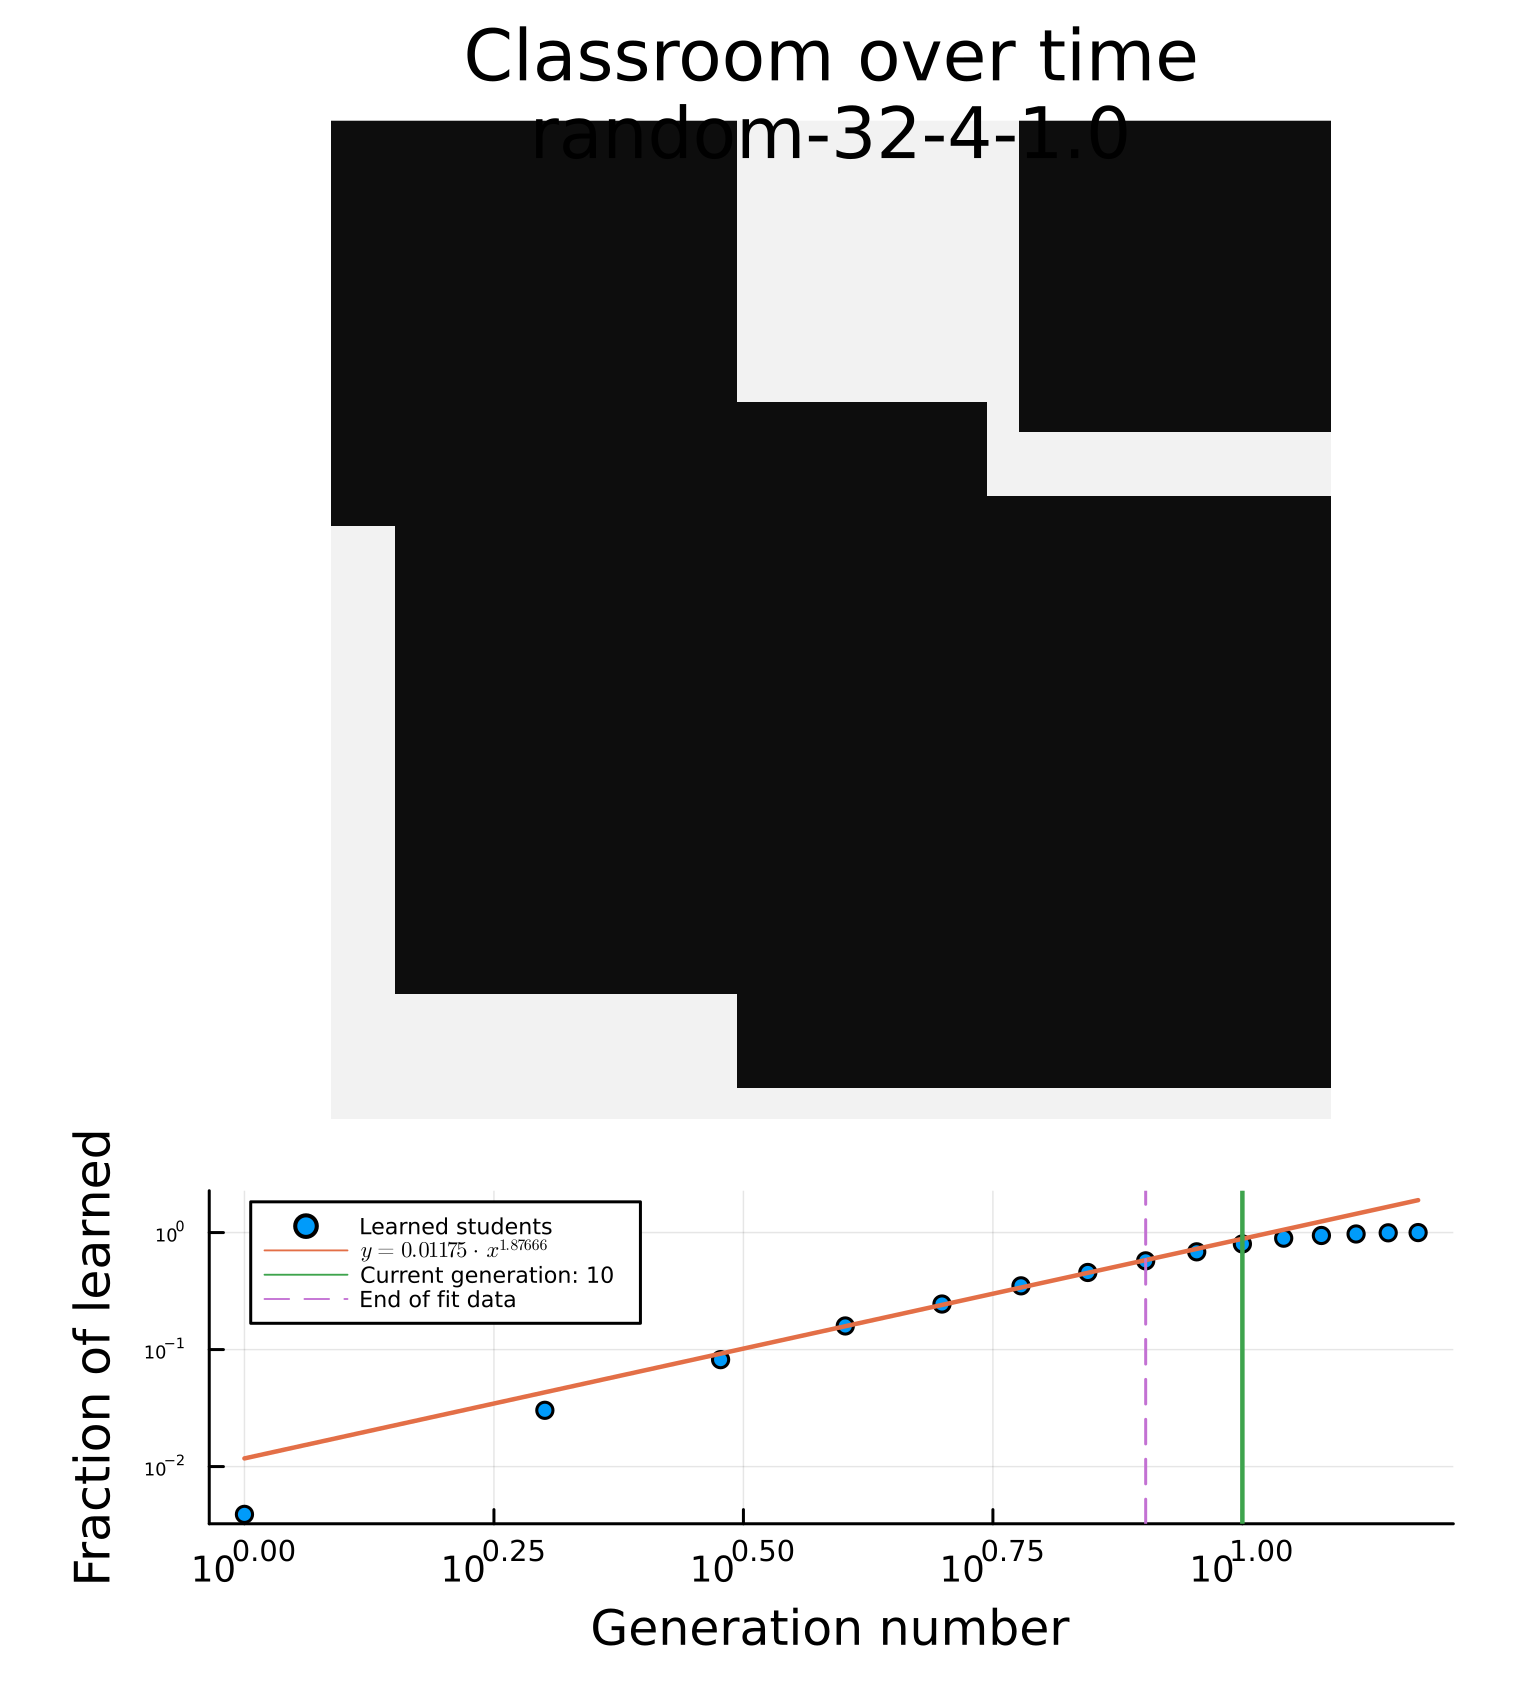 Classroom over time
random-32-4-1.0
Fraction of learned
10⁰
10⁻¹
10⁻²
Learned students
y = 0.01175 · x^1.87666
Current generation: 10
End of fit data
10^0.00 10^0.25 10^0.50 10^0.75 10^1.00
Generation number